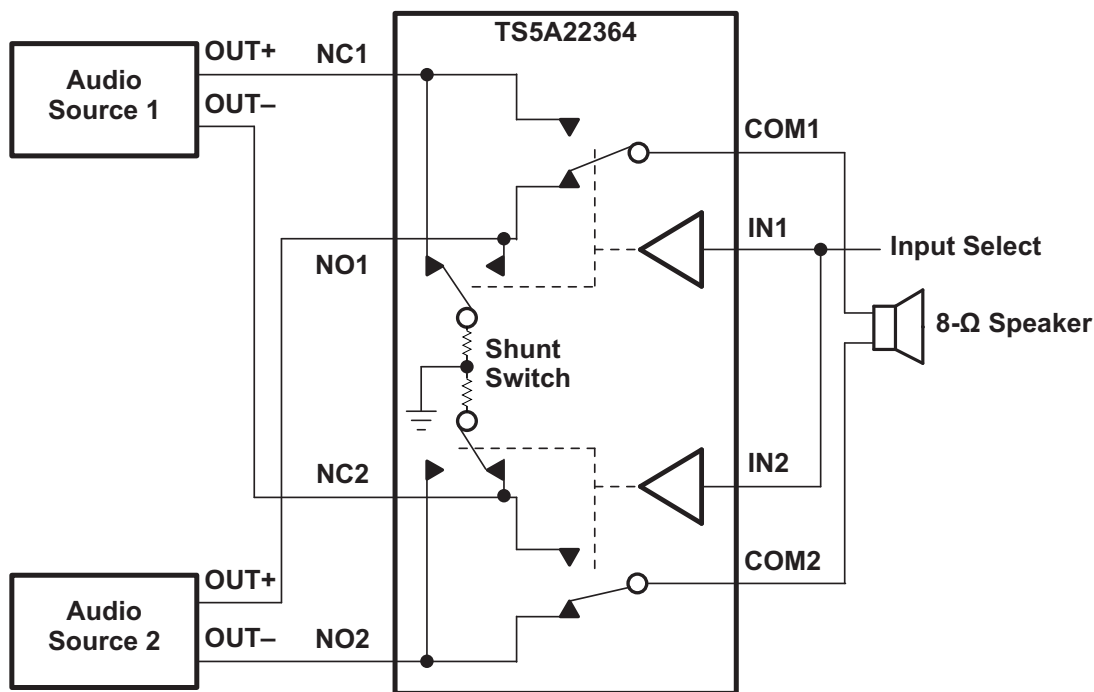 TS5A22364
Audio
Source 1
OUT+
NC1
OUT–
COM1
IN1
Input Select
NO1
8-Ω Speaker
Shunt
Switch
NC2
IN2
COM2
Audio
Source 2
OUT+
OUT–
NO2